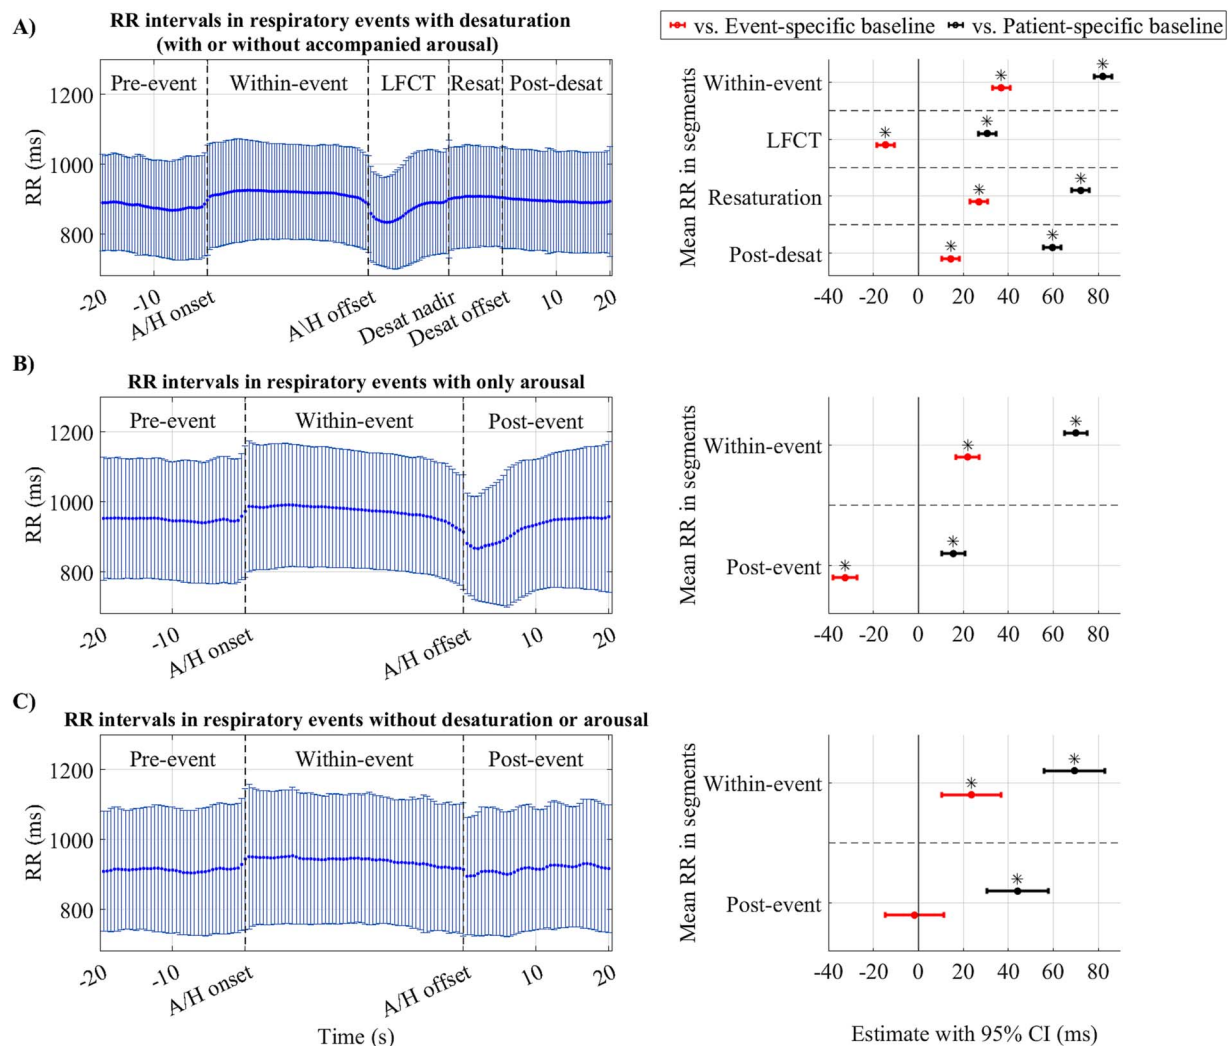 A)
RR intervals in respiratory events with desaturation
(with or without accompanied arousal)
vs. Event-specific baseline vs. Patient-specific baseline
Pre-event Within-event LFCT Resat Post-desat
1200
1000
800
RR (ms)
-20 -10 A/H onset A\H offset Desat nadir Desat offset 10 20
Mean RR in segments
Within-event
*
*
LFCT
*
*
Resaturation
*
*
Post-desat
*
*
-40 -20 0 20 40 60 80
B)
RR intervals in respiratory events with only arousal
Pre-event Within-event Post-event
1200
1000
800
RR (ms)
-20 -10 A/H onset A/H offset 10 20
Mean RR in segments
Within-event
*
*
Post-event
*
*
-40 -20 0 20 40 60 80
C)
RR intervals in respiratory events without desaturation or arousal
Pre-event Within-event Post-event
1200
1000
800
RR (ms)
-20 -10 A/H onset A/H offset 10 20
Time (s)
Mean RR in segments
Within-event
*
*
Post-event
*
-40 -20 0 20 40 60 80
Estimate with 95% CI (ms)